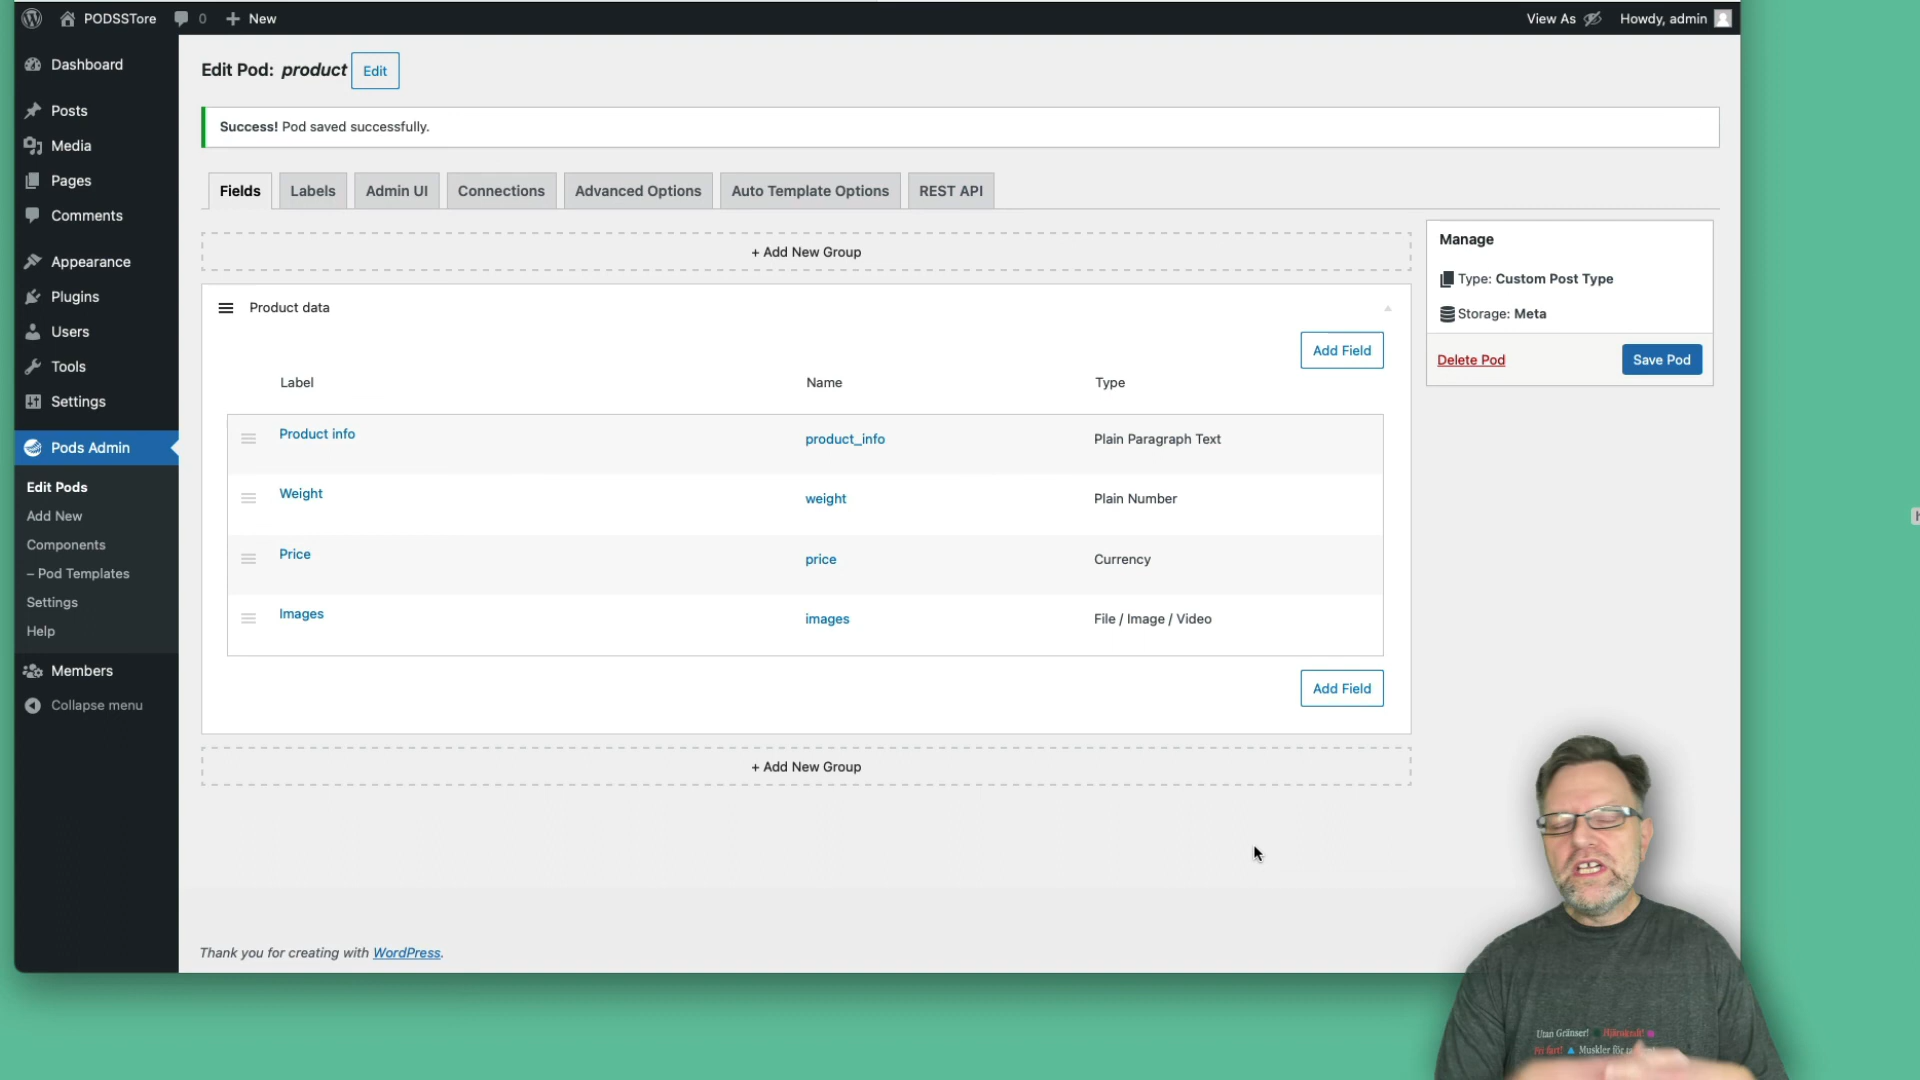 PODSSTore
0
New
View As
Howdy, admin
Dashboard
Posts
Media
Pages
Comments
Appearance
Plugins
Users
Tools
Settings
Pods Admin
Edit Pods
Add New
Components
– Pod Templates
Settings
Help
Members
Collapse menu
Edit Pod: product Edit
Success! Pod saved successfully.
Fields
Labels
Admin UI
Connections
Advanced Options
Auto Template Options
REST API
+ Add New Group
Product data
Add Field
Label Name Type
Product info product_info Plain Paragraph Text
Weight weight Plain Number
Price price Currency
Images images File / Image / Video
Add Field
+ Add New Group
Manage
Type: Custom Post Type
Storage: Meta
Delete Pod
Save Pod
Thank you for creating with WordPress.
Utan Gränser!
Muskler för